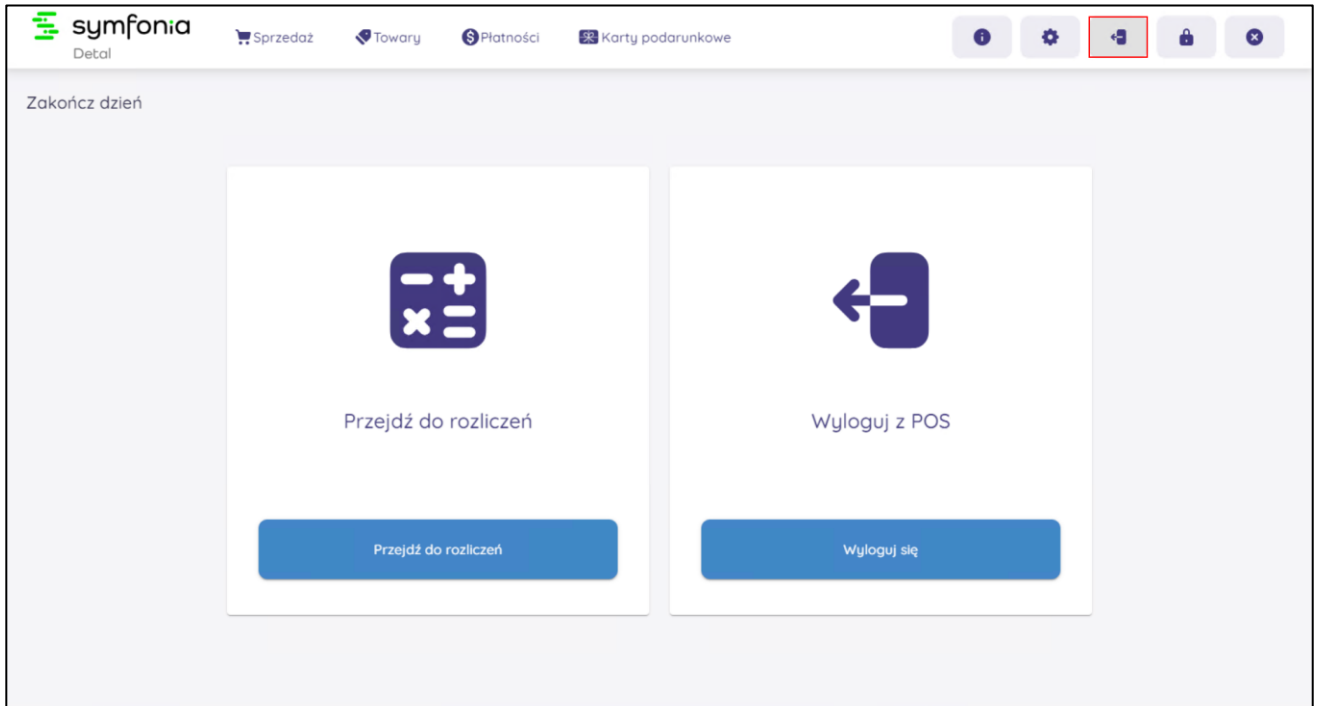 symfonia
Detal
Sprzedaż
Towary
Płatności
Karty podarunkowe
Zakończ dzień
Przejdź do rozliczeń
Wyloguj z POS
Przejdź do rozliczeń
Wyloguj się